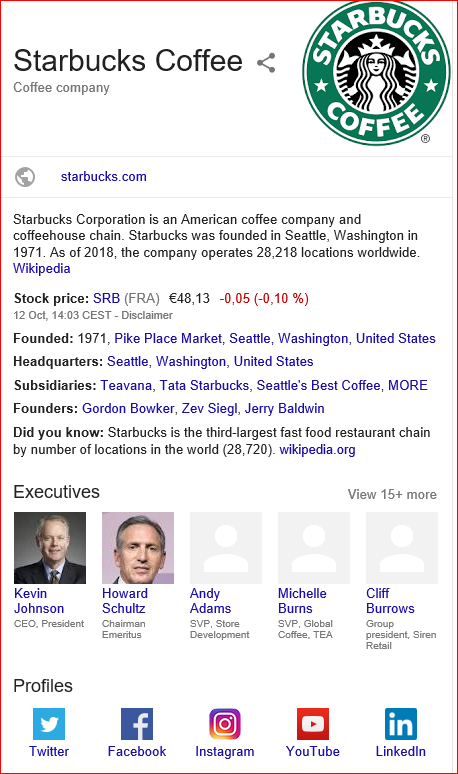 Starbucks Coffee
Coffee company
STARBUCKS
COFFEE
®
starbucks.com
Starbucks Corporation is an American coffee company and
coffeehouse chain. Starbucks was founded in Seattle, Washington in
1971. As of 2018, the company operates 28,218 locations worldwide.
Wikipedia
Stock price: SRB (FRA) €48,13 -0,05 (-0,10 %)
12 Oct, 14:03 CEST - Disclaimer
Founded: 1971, Pike Place Market, Seattle, Washington, United States
Headquarters: Seattle, Washington, United States
Subsidiaries: Teavana, Tata Starbucks, Seattle's Best Coffee, MORE
Founders: Gordon Bowker, Zev Siegl, Jerry Baldwin
Did you know: Starbucks is the third-largest fast food restaurant chain
by number of locations in the world (28,720). wikipedia.org
Executives
View 15+ more
Kevin
Johnson
CEO, President
Howard
Schultz
Chairman
Emeritus
Andy
Adams
SVP, Store
Development
Michelle
Burns
SVP, Global
Coffee, TEA
Cliff
Burrows
Group
president, Siren
Retail
Profiles
Twitter
Facebook
Instagram
YouTube
LinkedIn